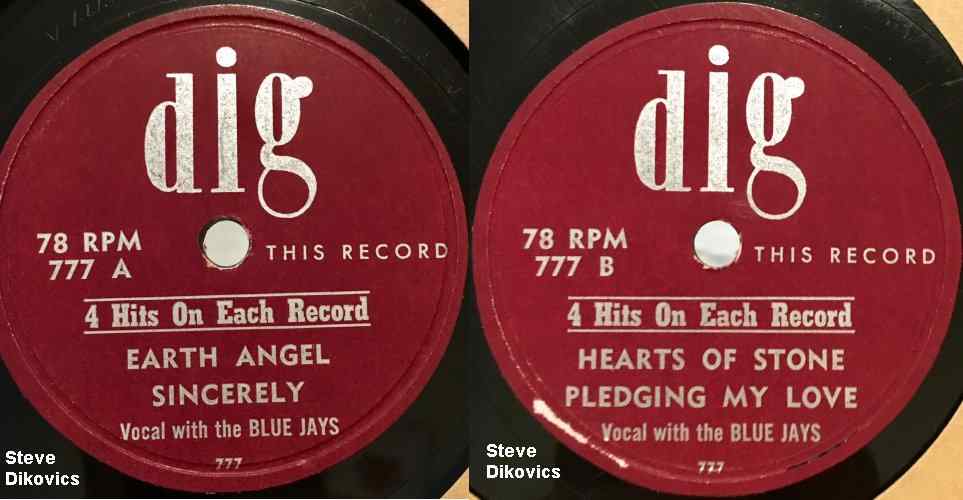 dig
78 RPM
777 A
THIS RECORD
4 Hits On Each Record
EARTH ANGEL
SINCERELY
Vocal with the BLUE JAYS
777
Steve
Dikovics
dig
78 RPM
777 B
THIS RECORD
4 Hits On Each Record
HEARTS OF STONE
PLEDGING MY LOVE
Vocal with the BLUE JAYS
777
Steve
Dikovics